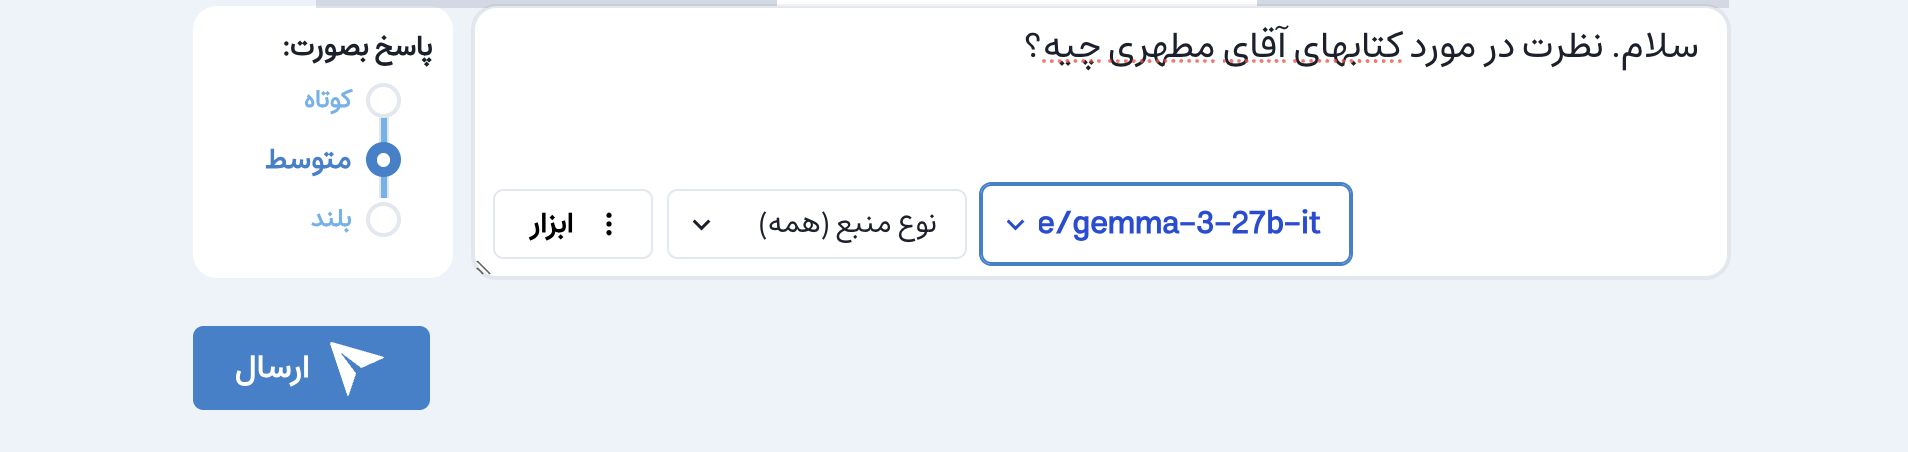 سلام. نظرت در مورد کتابهای آقای مطهری چیه؟
e/gemma-3-27b-it
نوع منبع (همه)
ابزار
پاسخ بصورت:
کوتاه
متوسط
بلند
ارسال